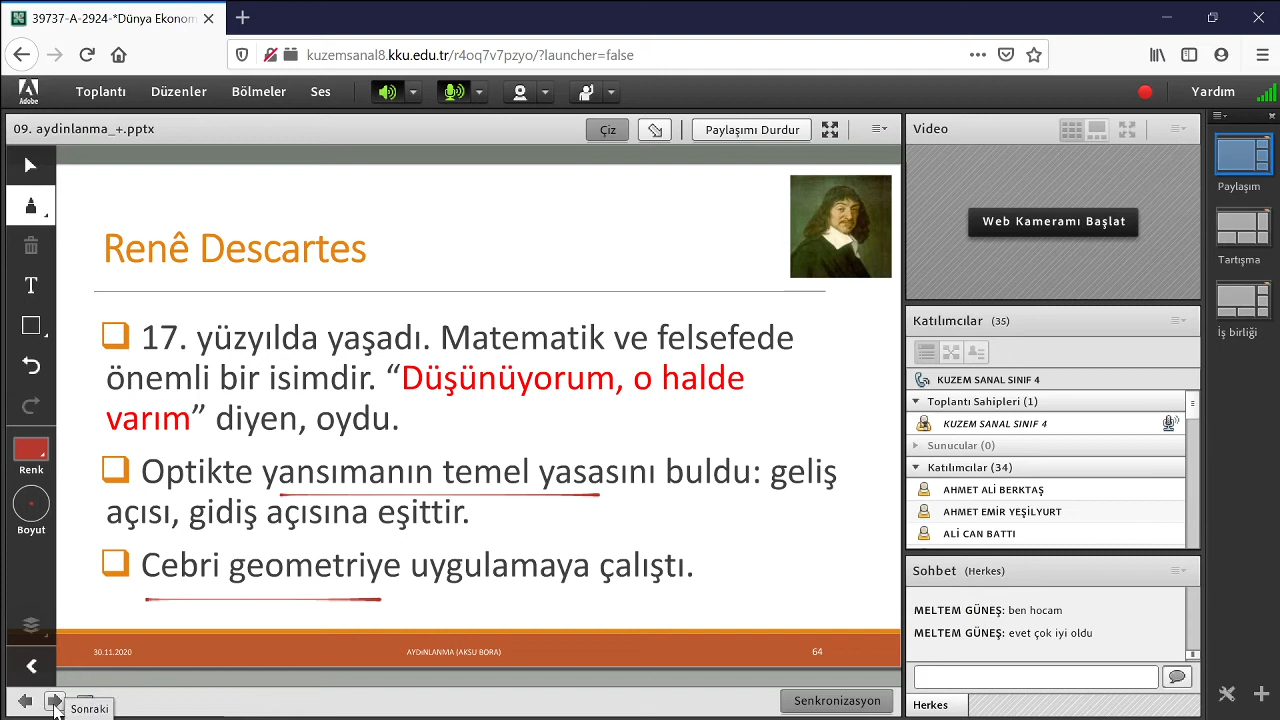 39737-A-2924-*Dünya Ekonom
kuzemsanal8.kku.edu.tr/r4oq7v7pzyo/?launcher=false
Adobe
Toplantı
Düzenler
Bölmeler
Ses
Yardım
09. aydinlanma_+.pptx
Çiz
Paylaşımı Durdur
Renê Descartes
17. yüzyılda yaşadı. Matematik ve felsefede
önemli bir isimdir. “Düşünüyorum, o halde
varım” diyen, oydu.
Optikte yansımanın temel yasasını buldu: geliş
açısı, gidiş açısına eşittir.
Cebri geometriye uygulamaya çalıştı.
30.11.2020
AYDıNLANMA (AKSU BORA)
64
T
Renk
Boyut
Sonraki
Senkronizasyon
Video
Web Kameramı Başlat
Katılımcılar (35)
KUZEM SANAL SINIF 4
Toplantı Sahipleri (1)
KUZEM SANAL SINIF 4
Sunucular (0)
Katılımcılar (34)
AHMET ALİ BERKTAŞ
AHMET EMİR YEŞİLYURT
ALİ CAN BATTI
Sohbet (Herkes)
MELTEM GÜNEŞ: ben hocam
MELTEM GÜNEŞ: evet çok iyi oldu
Herkes
Paylaşım
Tartışma
İş birliği